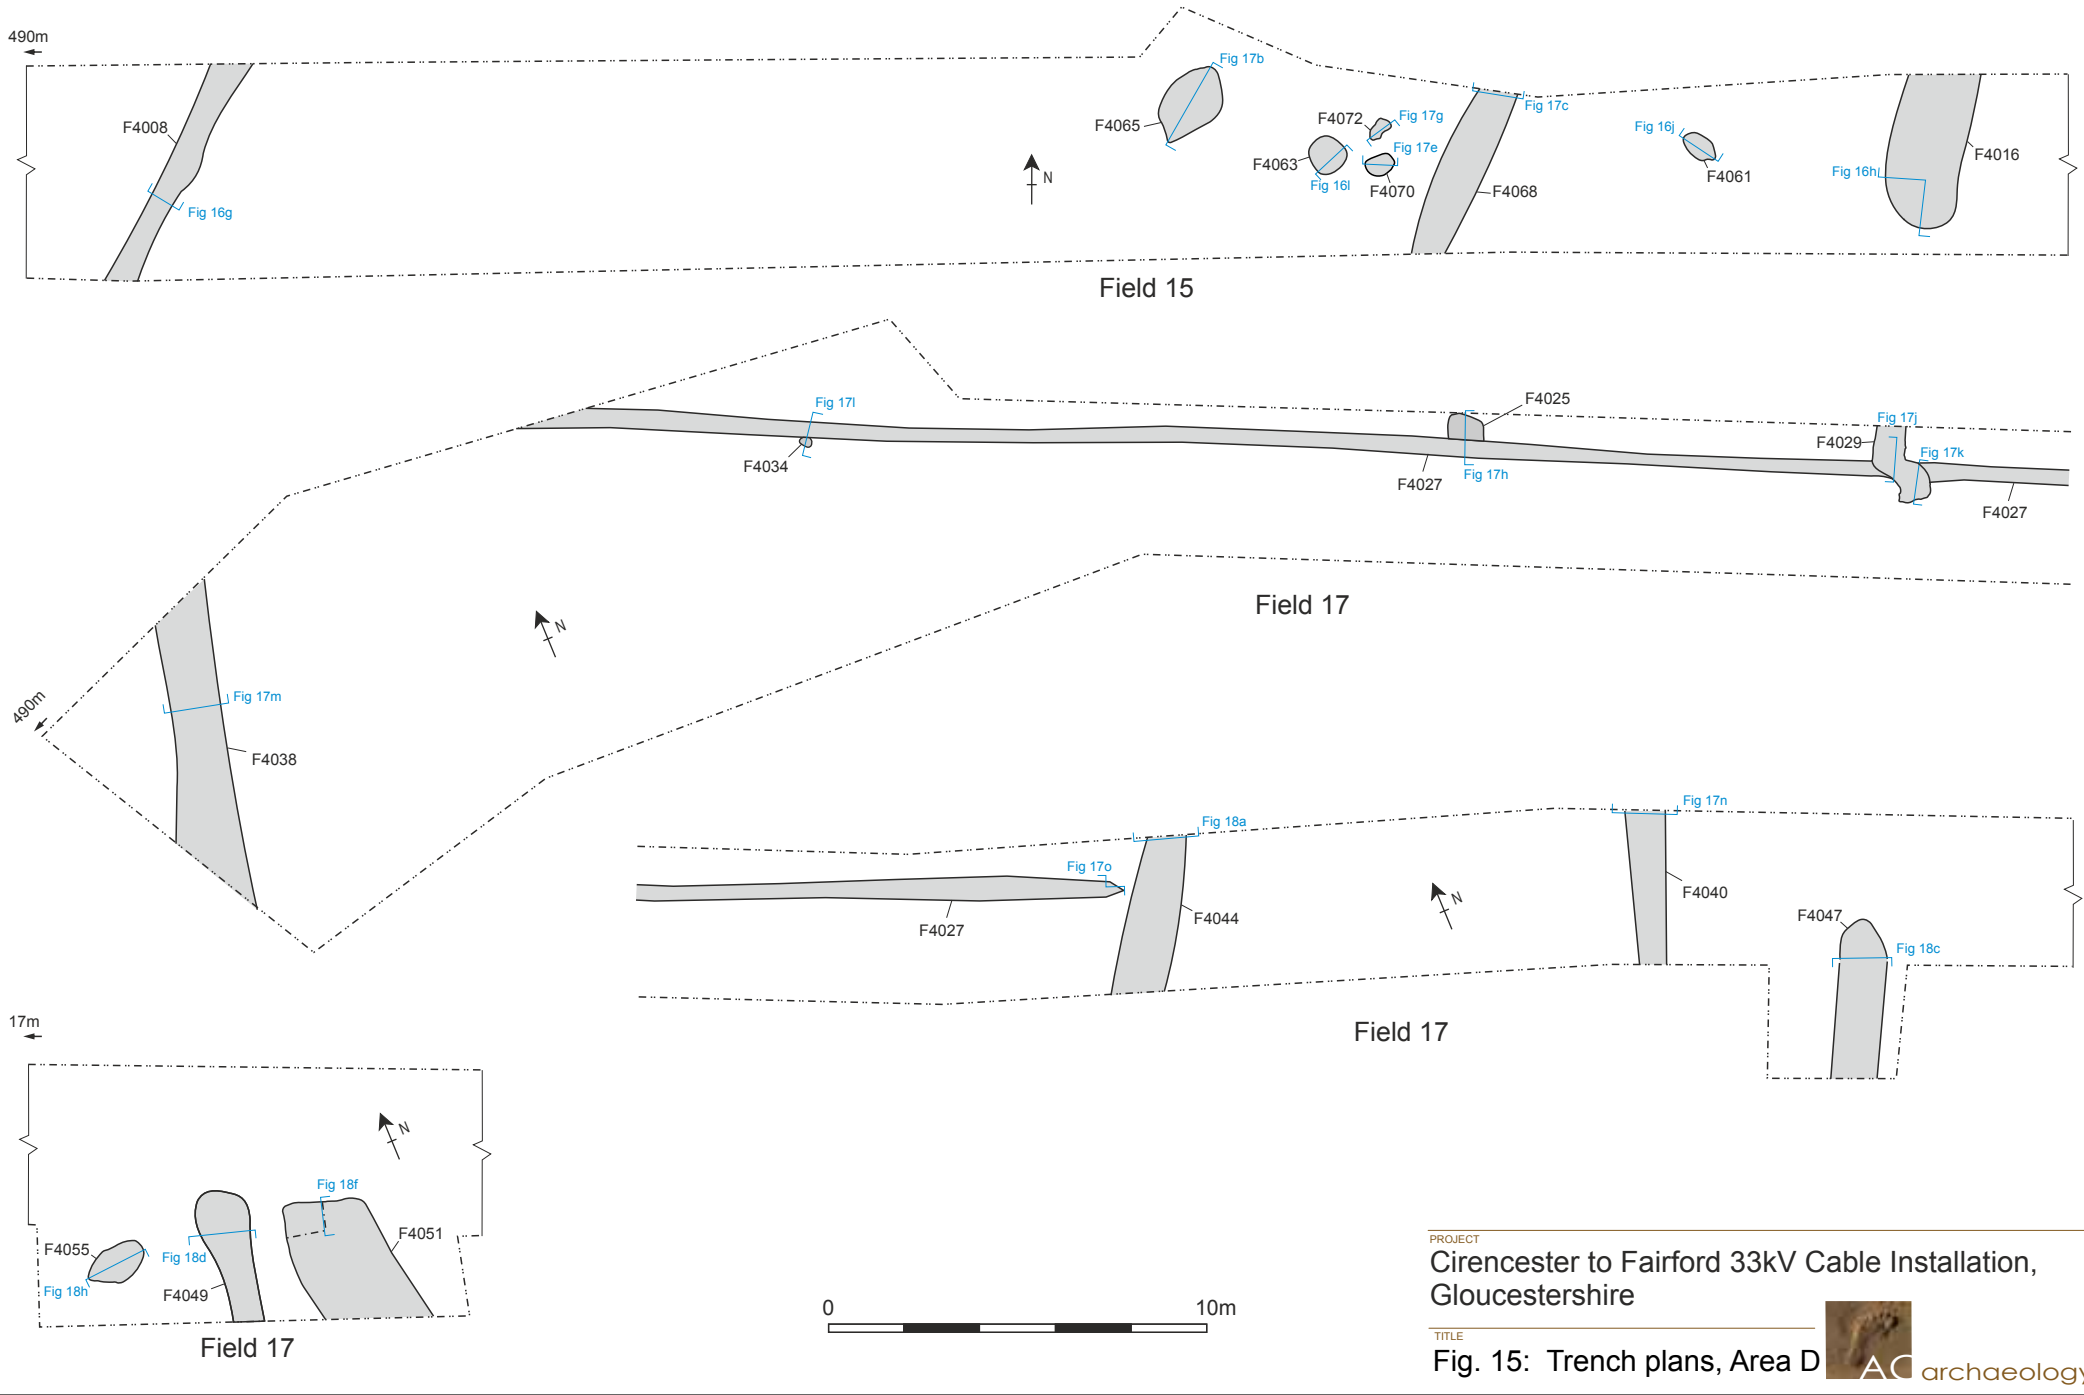 490m
Fig 17b
F4008
F4065
F4072
Fig 17g
Fig 17c
Fig 16j
F4063
Fig 17e
F4016
N
Fig 16l
F4070
F4068
F4061
Fig 16h
Fig 16g
Field 15
Fig 17l
F4025
Fig 17j
F4034
F4029
Fig 17k
F4027
Fig 17h
F4027
Field 17
N
490m
Fig 17m
F4038
Fig 18a
Fig 17n
Fig 17o
F4040
F4027
F4044
N
F4047
Fig 18c
Field 17
17m
N
Fig 18f
F4055
Fig 18d
F4051
Fig 18h
F4049
Field 17
0 10m
PROJECT
Cirencester to Fairford 33kV Cable Installation,
Gloucestershire
TITLE
Fig. 15: Trench plans, Area D
AC archaeology